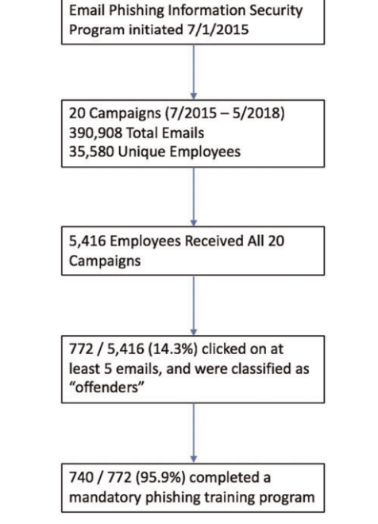 Email Phishing Information Security
Program initiated 7/1/2015
20 Campaigns (7/2015 – 5/2018)
390,908 Total Emails
35,580 Unique Employees
5,416 Employees Received All 20
Campaigns
772 / 5,416 (14.3%) clicked on at
least 5 emails, and were classified as
“offenders”
740 / 772 (95.9%) completed a
mandatory phishing training program